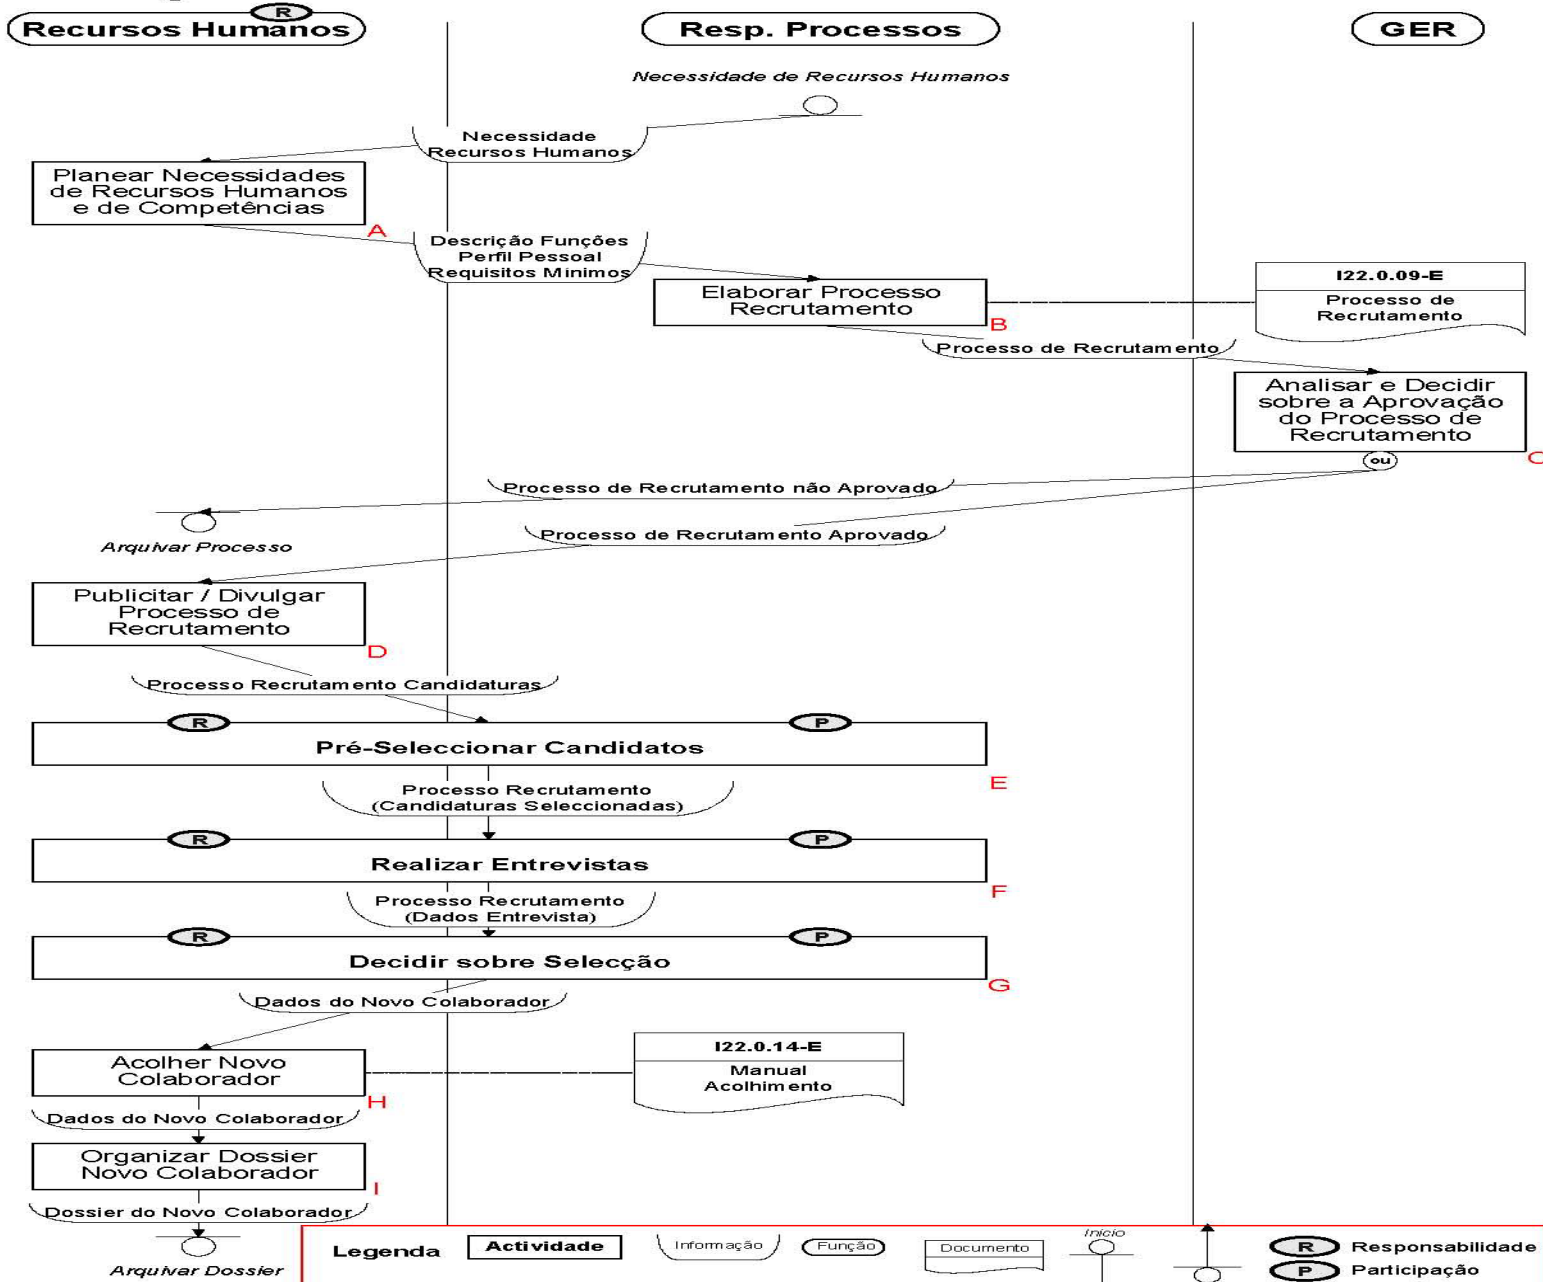 R
Recursos Humanos
Resp. Processos
GER
Necessidade de Recursos Humanos
Necessidade
Recursos Humanos
Planear Necessidades
de Recursos Humanos
e de Competências
A
Descrição Funções
Perfil Pessoal
Requisitos Minimos
Elaborar Processo
Recrutamento
B
I22.0.09-E
Processo de
Recrutamento
Processo de Recrutamento
Analisar e Decidir
sobre a Aprovação
do Processo de
Recrutamento
C
ou
Processo de Recrutamento não Aprovado
Arquivar Processo
Processo de Recrutamento Aprovado
Publicitar / Divulgar
Processo de
Recrutamento
D
Processo Recrutamento Candidaturas
R
P
Pré-Seleccionar Candidatos
E
Processo Recrutamento
(Candidaturas Seleccionadas)
R
P
Realizar Entrevistas
F
Processo Recrutamento
(Dados Entrevista)
R
P
Decidir sobre Selecção
G
Dados do Novo Colaborador
Acolher Novo
Colaborador
H
I22.0.14-E
Manual
Acolhimento
Dados do Novo Colaborador
Organizar Dossier
Novo Colaborador
I
Dossier do Novo Colaborador
Arquivar Dossier
Legenda
Actividade
Informação
Função
Documento
Início
R Responsabilidade
P Participação